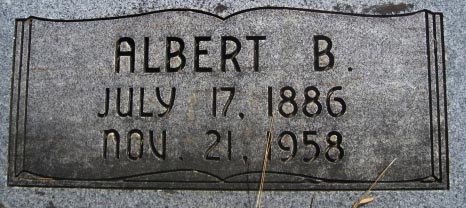 ALBERT B.
JULY 17, 1886
NOV. 21, 1958